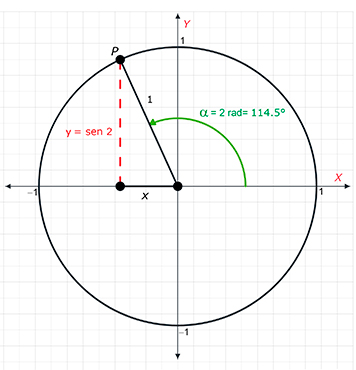 Y
1
P
1
α = 2 rad= 114.5°
y = sen 2
X
−1
x
1
−1